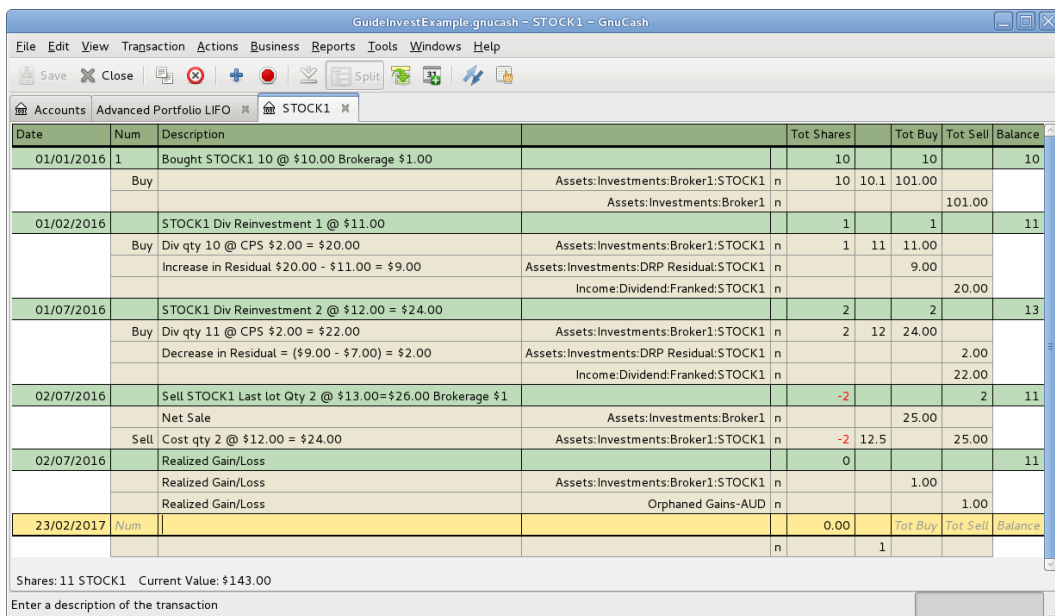 GuideInvestExample.gnucash - STOCK1 - GnuCash
File Edit View Transaction Actions Business Reports Tools Windows Help
Save Close Split
Accounts Advanced Portfolio LIFO STOCK1
Date Num Description Tot Shares Tot Buy Tot Sell Balance
01/01/2016 1 Bought STOCK1 10 @ $10.00 Brokerage $1.00 10 10 10
Buy Assets:Investments:Broker1:STOCK1 n 10 10.1 101.00
Assets:Investments:Broker1 n 101.00
01/02/2016 STOCK1 Div Reinvestment 1 @ $11.00 1 1 11
Buy Div qty 10 @ CPS $2.00 = $20.00 Assets:Investments:Broker1:STOCK1 n 1 11 11.00
Increase in Residual $20.00 - $11.00 = $9.00 Assets:Investments:DRP Residual:STOCK1 n 9.00
Income:Dividend:Franked:STOCK1 n 20.00
01/07/2016 STOCK1 Div Reinvestment 2 @ $12.00 = $24.00 2 2 13
Buy Div qty 11 @ CPS $2.00 = $22.00 Assets:Investments:Broker1:STOCK1 n 2 12 24.00
Decrease in Residual = ($9.00 - $7.00) = $2.00 Assets:Investments:DRP Residual:STOCK1 n 2.00
Income:Dividend:Franked:STOCK1 n 22.00
02/07/2016 Sell STOCK1 Last lot Qty 2 @ $13.00=$26.00 Brokerage $1 -2 2 11
Net Sale Assets:Investments:Broker1 n 25.00
Sell Cost qty 2 @ $12.00 = $24.00 Assets:Investments:Broker1:STOCK1 n -2 12.5 25.00
02/07/2016 Realized Gain/Loss 0 11
Realized Gain/Loss Assets:Investments:Broker1:STOCK1 n 1.00
Realized Gain/Loss Orphaned Gains-AUD n 1.00
23/02/2017 Num 0.00 Tot Buy Tot Sell Balance
n 1
Shares: 11 STOCK1 Current Value: $143.00
Enter a description of the transaction